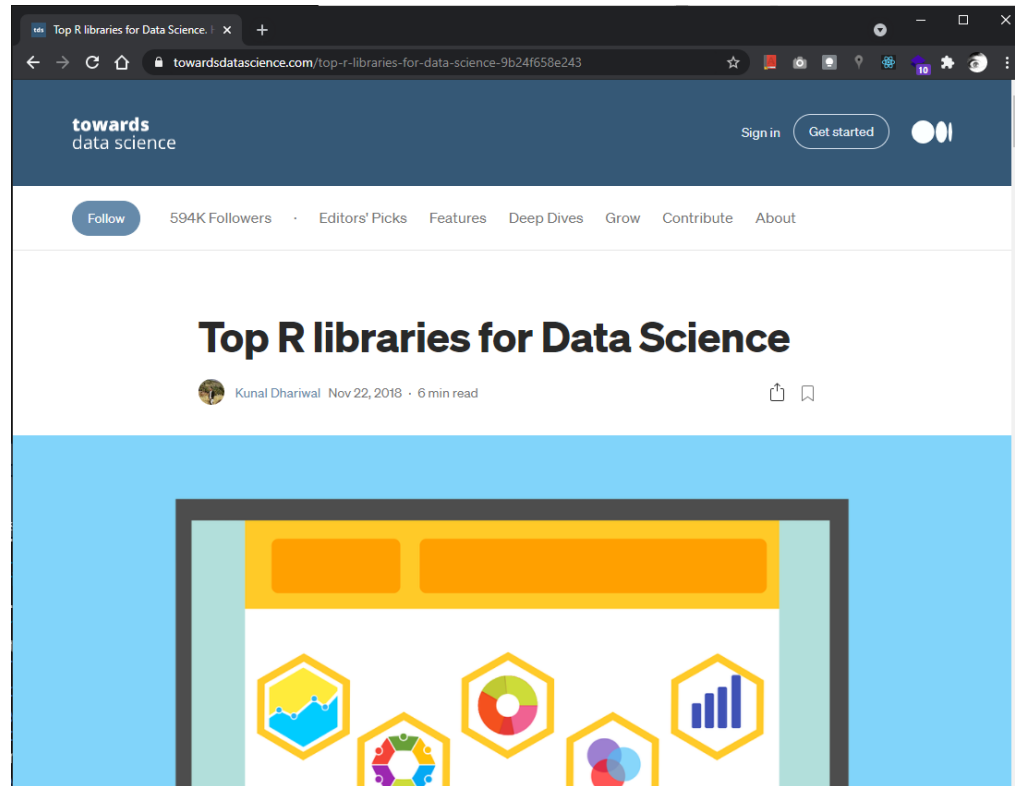 tds Top R libraries for Data Science.
towardsdatascience.com/top-r-libraries-for-data-science-9b24f658e243
10
towards
data science
Sign in
Get started
Follow
594K Followers · Editors' Picks Features Deep Dives Grow Contribute About
Top R libraries for Data Science
Kunal Dhariwal Nov 22, 2018 · 6 min read